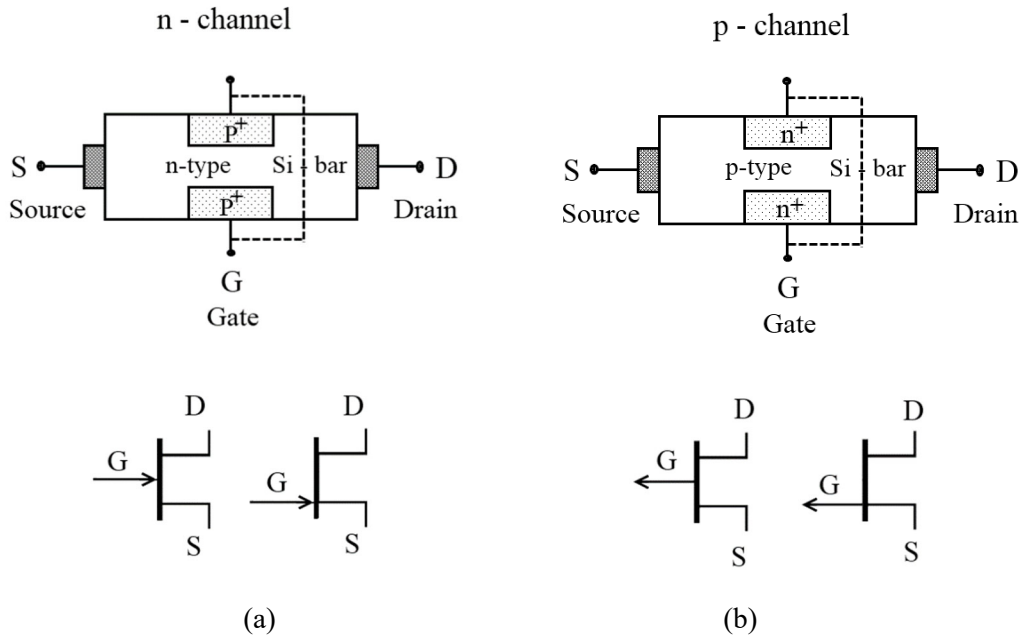 n - channel
P+
S
n-type
Si - bar
D
Source
P+
Drain
G
Gate
D
D
G
G
S
S
(a)
p - channel
n+
S
p-type
Si - bar
D
Source
n+
Drain
G
Gate
D
D
G
G
S
S
(b)